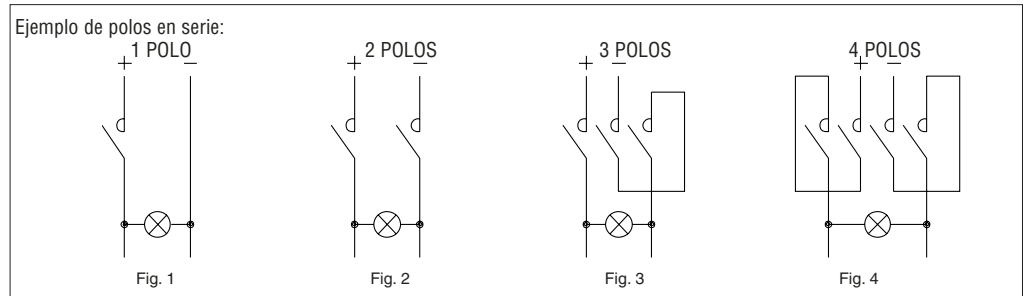 Ejemplo de polos en serie:
1 POLO
+ −
2 POLOS
+ −
3 POLOS
+ −
4 POLOS
+ −
Fig. 1
Fig. 2
Fig. 3
Fig. 4